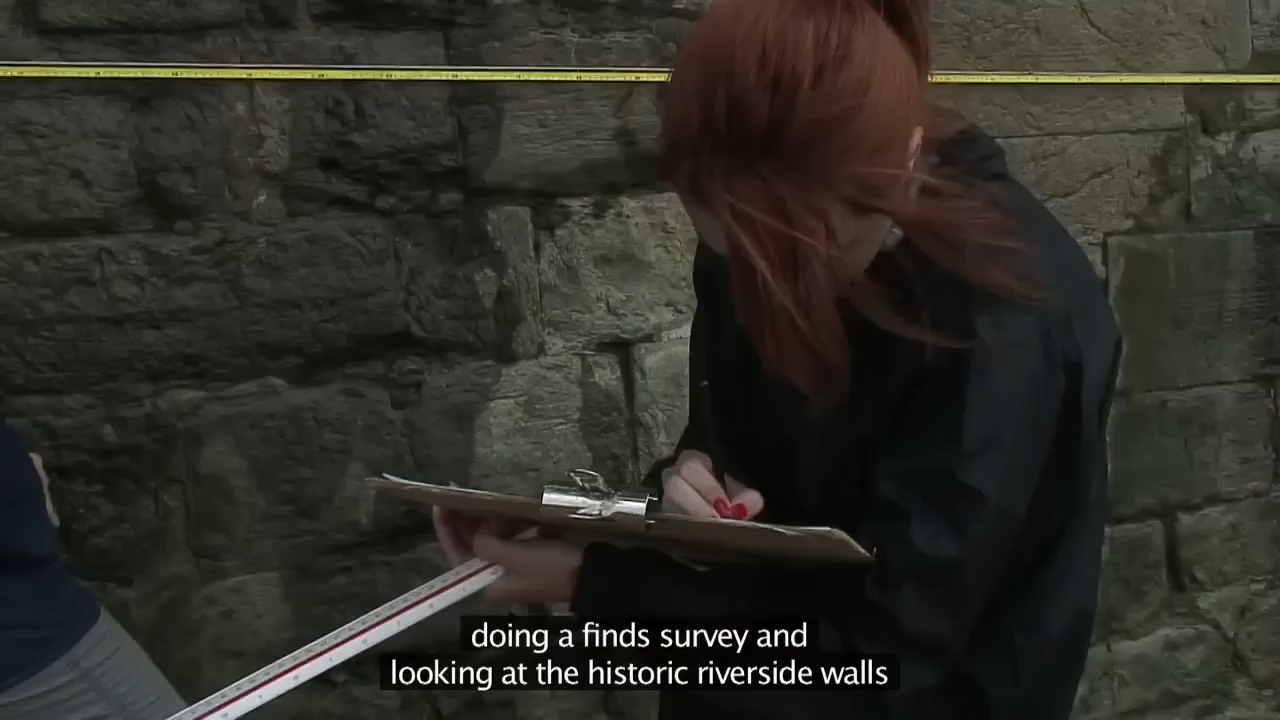 doing a finds survey and
looking at the historic riverside walls